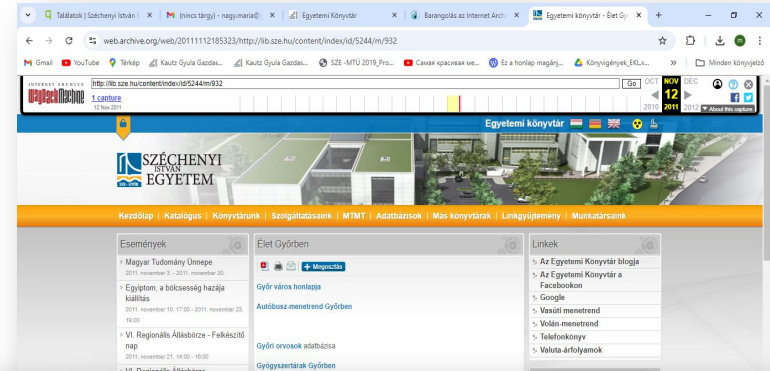 Találatok | Széchenyi István E
M (nincs tárgy) - nagy.maria@
Egyetemi Könyvtár
Barangolás az Internet Archiv
Egyetemi könyvtár - Élet Gy
web.archive.org/web/20111112185323/http://lib.sze.hu/content/index/id/5244/m/932
Gmail
YouTube
Térkép
Kautz Gyula Gazdas...
Kautz Gyula Gazdas...
SZE -MTÜ 2019_Pro...
Самая красивая ме...
Ez a honlap magánj...
Könyvigények_EKL.x...
Minden könyvjelző
INTERNET ARCHIVE
WayBackMachine
http://lib.sze.hu/content/index/id/5244/m/932
Go
OCT NOV DEC
1 capture
12 Nov 2011
12
2010 2011 2012
About this capture
Egyetemi könyvtár
SZÉCHENYI
ISTVÁN
EGYETEM
Kezdőlap | Katalógus | Könyvtárunk | Szolgáltatásaink | MTMT | Adatbázisok | Más könyvtárak | Linkgyűjtemény | Munkatársaink
Események
Magyar Tudomány Ünnepe
2011. november 3. - 2011. november 30.
Egyiptom, a bölcsesség hazája
kiállítás
2011. november 10. 17:00 - 2011. november 23.
19:00
VI. Regionális Állásbörze - Felkészítő
nap
2011. november 21. 14:00 - 16:00
VI. Regionális Állásbörze
Élet Győrben
Megosztás
Győr város honlapja
Autóbusz-menetrend Győrben
Győri orvosok adatbázisa
Gyógyszertárak Győrben
Linkek
Az Egyetemi Könyvtár blogja
Az Egyetemi Könyvtár a
Facebookon
Google
Vasúti menetrend
Volán-menetrend
Telefonkönyv
Valuta-árfolyamok